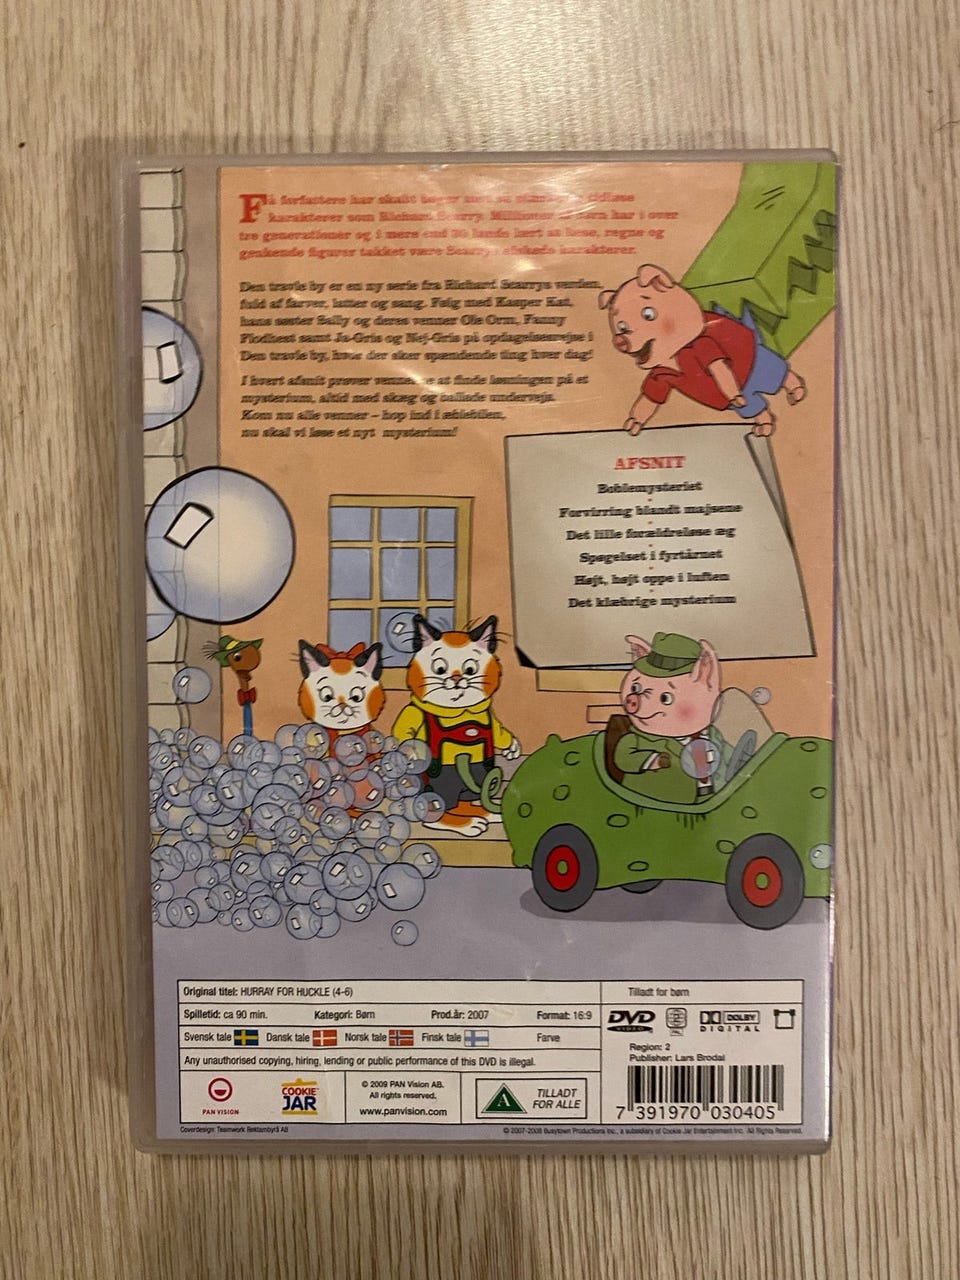 Få forfattere har skabt bøger med så mange tidløse
karakterer som Richard Scarry. Millioner af børn har i over
tre generationer og i mere end 30 lande lært at læse, regne og
genkende figurer takket være Scarrys elskede karakterer.
Den travle by er en ny serie fra Richard Scarrys verden,
fuld af farver, latter og sang. Følg med Kasper Kat,
hans søster Sally og deres venner Ole Orm, Fanny
Flodhest samt Ja-Gris og Nej-Gris på opdagelsesrejse i
Den travle by, hvor der sker spændende ting hver dag!
I hvert afsnit prøver vennerne at finde løsningen på et
mysterium, altid med skæg og ballade undervejs.
Kom nu alle venner – hop ind i æblebilen,
nu skal vi løse et nyt mysterium!
AFSNIT
Boblemysteriet
Forvirring blandt majsene
Det lille forældreløse æg
Spøgelset i fyrtårnet
Højt, højt oppe i luften
Det klæbrige mysterium
Original titel: HURRAY FOR HUCKLE (4-6)
Tilladt for børn
Spilletid: ca 90 min. Kategori: Børn Prod.år: 2007 Format: 16:9
Svensk tale Dansk tale Norsk tale Finsk tale Farve
Any unauthorised copying, hiring, lending or public performance of this DVD is illegal.
DVD VIDEO PAL DOLBY DIGITAL
Region: 2
Publisher: Lars Brodal
PAN VISION
COOKIE JAR
© 2009 PAN Vision AB.
All rights reserved.
www.panvision.com
A TILLADT FOR ALLE
7 391970 030405
Coverdesign: Teamwork Reklambyrå AB
© 2007-2008 Busytown Productions Inc., a subsidiary of Cookie Jar Entertainment Inc. All Rights Reserved.